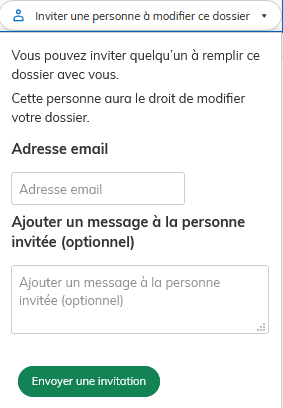 Inviter une personne à modifier ce dossier
Vous pouvez inviter quelqu'un à remplir ce
dossier avec vous.
Cette personne aura le droit de modifier
votre dossier.
Adresse email
Adresse email
Ajouter un message à la personne
invitée (optionnel)
Ajouter un message à la personne
invitée (optionnel)
Envoyer une invitation